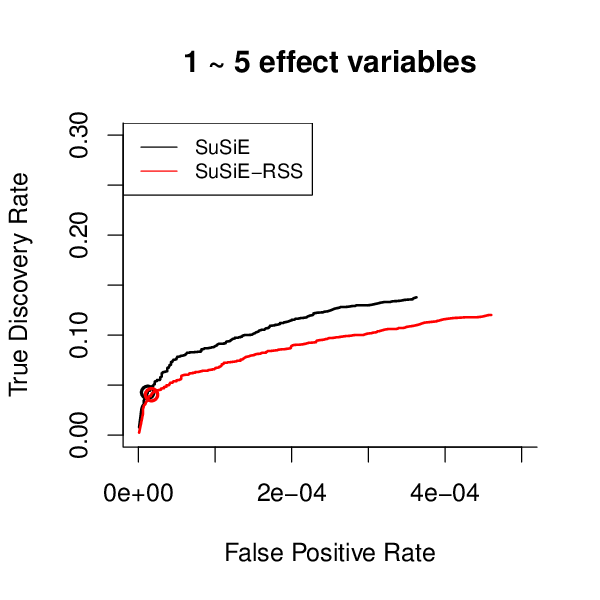 1 ~ 5 effect variables
SuSiE
SuSiE−RSS
True Discovery Rate
0.30
0.20
0.10
0.00
0e+00 2e−04 4e−04
False Positive Rate